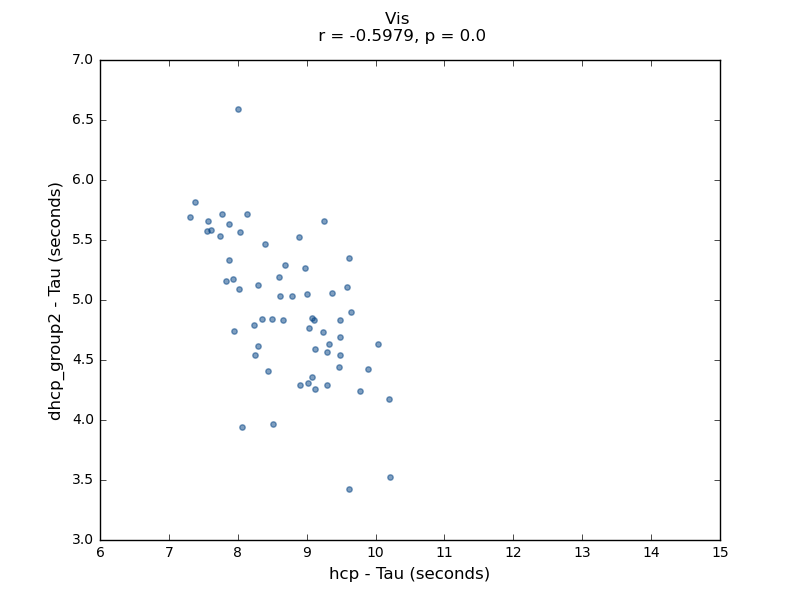 Vis
r = -0.5979, p = 0.0
7.0
6.5
6.0
5.5
5.0
4.5
4.0
3.5
3.0
dhcp_group2 - Tau (seconds)
6 7 8 9 10 11 12 13 14 15
hcp - Tau (seconds)